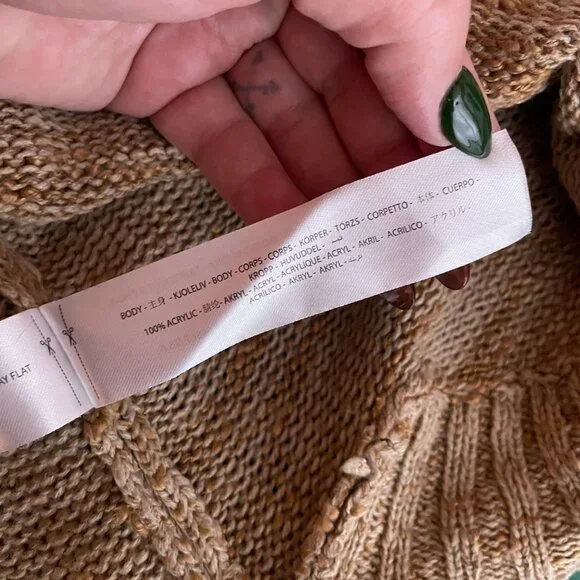 BODY - 主身 - KJOLELIV - BODY - CORPS - CORPS - KÖRPER - TORZS - CORPETTO - 本体 - CUERPO -
KROPP - HUVUDDEL -
100% ACRYLIC - 腈纶 - AKRYL - ACRYL - ACRYLIQUE - ACRYL - AKRIL - ACRILICO - アクリル -
ACRILICO - AKRYL - AKRYL -
AY FLAT